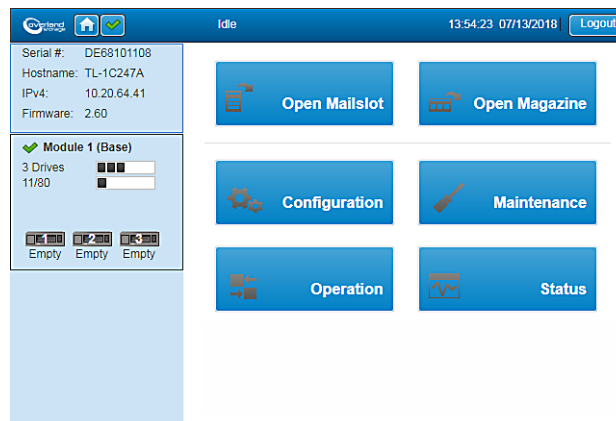 overland
storage
Idle
13:54:23 07/13/2018
Logout
Serial #: DE68101108
Hostname: TL-1C247A
IPv4: 10.20.64.41
Firmware: 2.60
Module 1 (Base)
3 Drives
11/80
1 2 3
Empty Empty Empty
Open Mailslot
Open Magazine
Configuration
Maintenance
Operation
Status